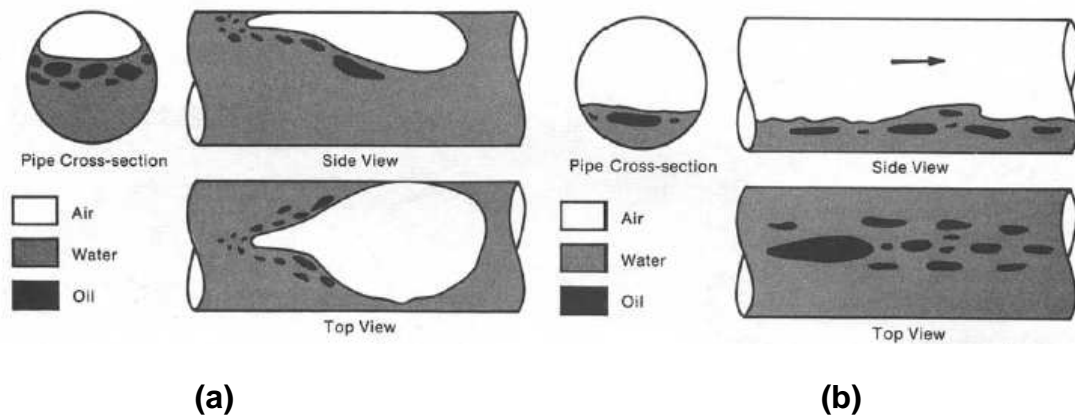 Pipe Cross-section
Side View
Air
Water
Oil
Top View
(a)
Pipe Cross-section
Side View
Air
Water
Oil
Top View
(b)